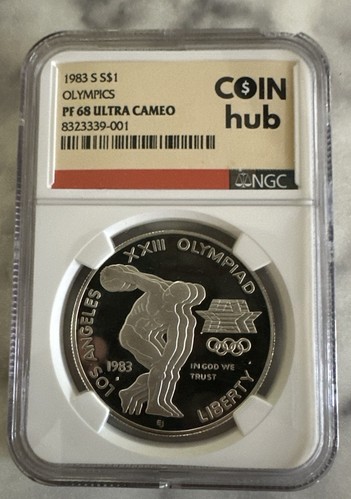 1983 S S$1
OLYMPICS
PF 68 ULTRA CAMEO
8323339-001
COIN
$
hub
NGC
LOS ANGELES XXIII OLYMPIAD
1983
IN GOD WE
TRUST
LIBERTY